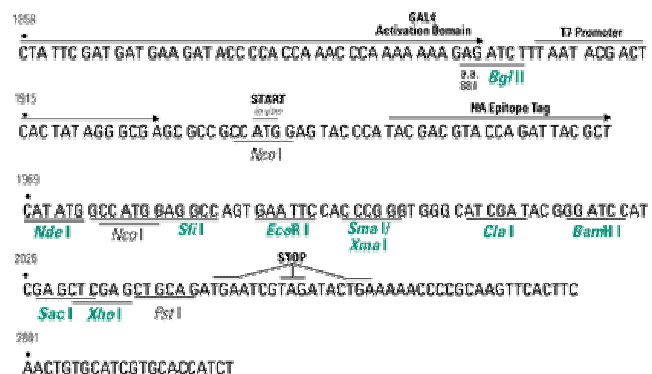 1858
GAL4
Activation Domain
T7 Promoter
CTA TTC GAT GAT GAA GAT ACC CCA CCA AAC CCA AAA AAA GAG ATC TTT AAT ACG ACT
a.a.
881
Bgl II
1915
START
HA Epitope Tag
CAC TAT AGG GCG AGC GCC GCC ATG GAG TAC CCA TAC GAC GTA CCA GAT TAC GCT
Nco I
1969
CAT ATG GCC ATG GAG GCC AGT GAA TTC CAC CCG GGT GGG CAT CGA TAC GGG ATC CAT
Nde I Nco I Sfi I EcoR I Sma I/ Cla I BamH I
Xma I
2026
STOP
CGA GCT CGA GCT GCA GATGAATCGTAGATACTGAAAAACCCCGCAAGTTCACTTC
Sac I Xho I Pst I
2081
AACTGTGCATCGTGCACCATCT